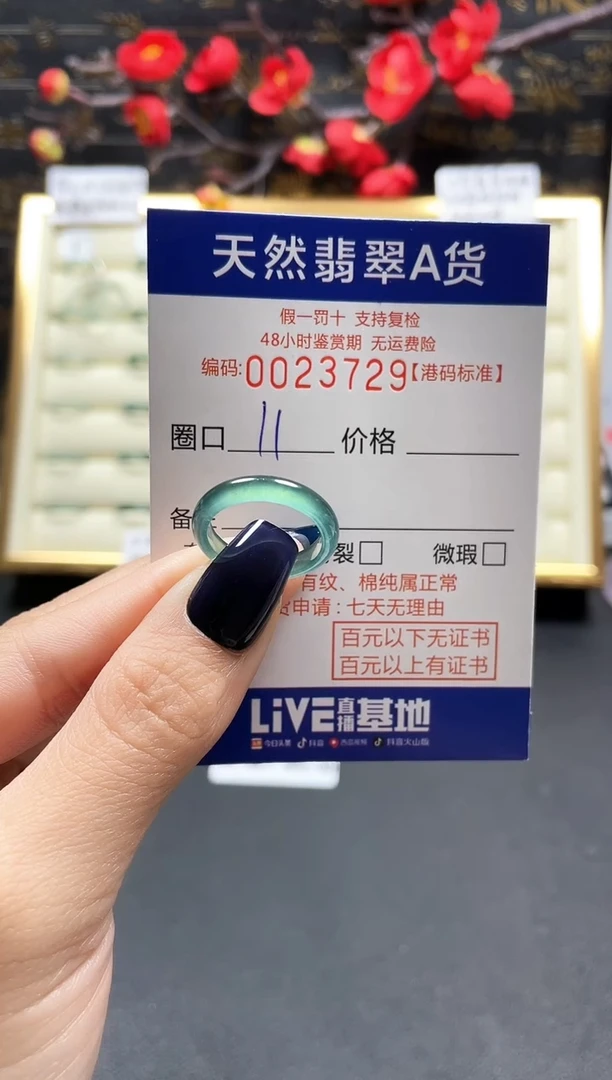 天然翡翠A货
假一罚十 支持复检
48小时鉴赏期 无运费险
编码:0023729【港码标准】
圈口 11 价格
备
裂□ 微瑕□
有纹、棉纯属正常
货申请:七天无理由
百元以下无证书
百元以上有证书
LiVE直播基地
今日头条 抖音 西瓜视频 抖音火山版